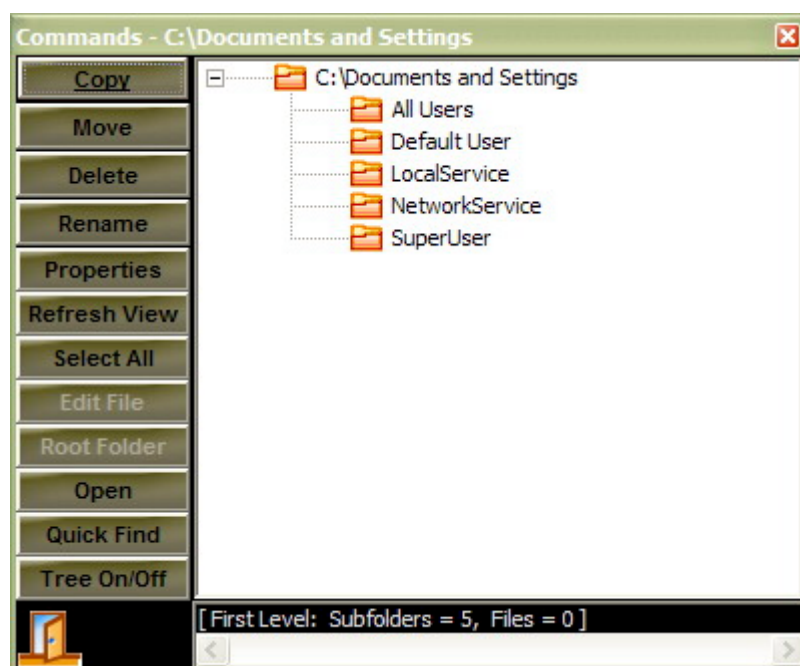 Commands - C:\Documents and Settings
Copy
Move
Delete
Rename
Properties
Refresh View
Select All
Edit File
Root Folder
Open
Quick Find
Tree On/Off
C:\Documents and Settings
All Users
Default User
LocalService
NetworkService
SuperUser
[ First Level: Subfolders = 5, Files = 0 ]